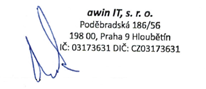 awin IT, s. r. o.
Poděbradská 186/56
198 00, Praha 9 Hloubětín
IČ: 03173631 DIČ: CZ03173631